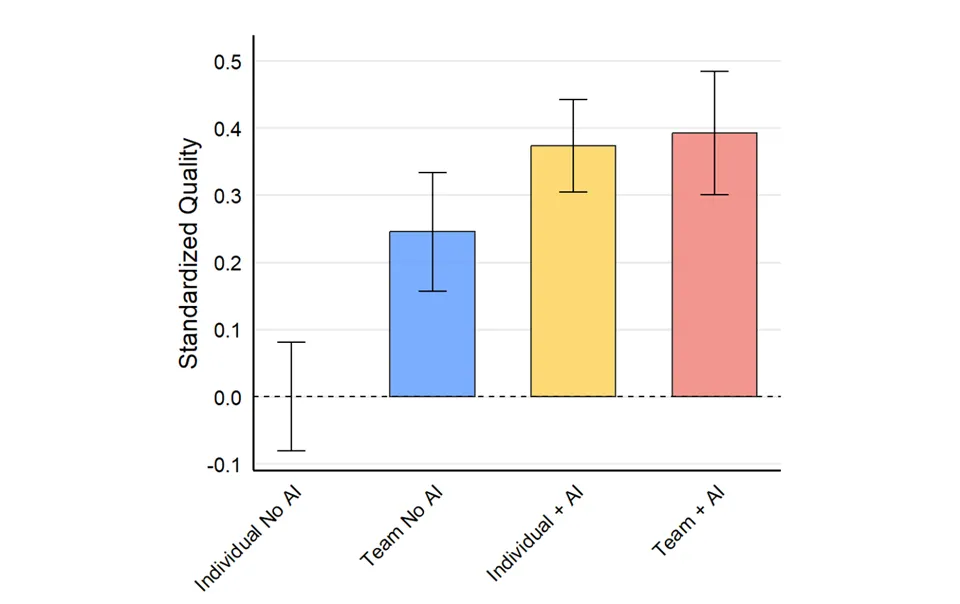 Standardized Quality
0.5
0.4
0.3
0.2
0.1
0.0
-0.1
Individual No AI
Team No AI
Individual + AI
Team + AI